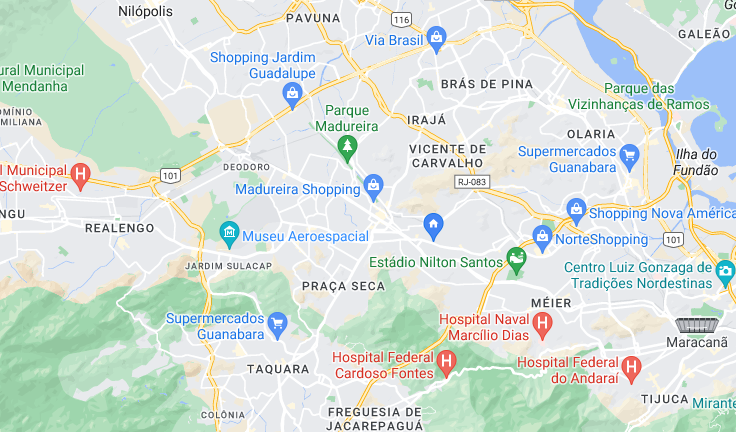 Nilópolis
PAVUNA
116
GALEÃO
Via Brasil
Shopping Jardim
Guadalupe
ural Municipal
Mendanha
BRÁS DE PINA
Parque das
Vizinhanças de Ramos
Parque
Madureira
IRAJÁ
OMÍNIO
MILIANA
OLARIA
VICENTE DE
CARVALHO
Supermercados
Guanabara
Ilha do
Fundão
DEODORO
l Municipal
Schweitzer
H
101
RJ-083
Madureira Shopping
NGU
REALENGO
Shopping Nova América
Museu Aeroespacial
NorteShopping
101
JARDIM SULACAP
Estádio Nilton Santos
Centro Luiz Gonzaga de
Tradições Nordestinas
PRAÇA SECA
MÉIER
Supermercados
Guanabara
Hospital Naval
Marcílio Dias
H
Maracanã
Hospital Federal
Cardoso Fontes
H
Hospital Federal
do Andaraí
H
TAQUARA
TIJUCA
Mirante
COLÔNIA
FREGUESIA DE
JACAREPAGUÁ